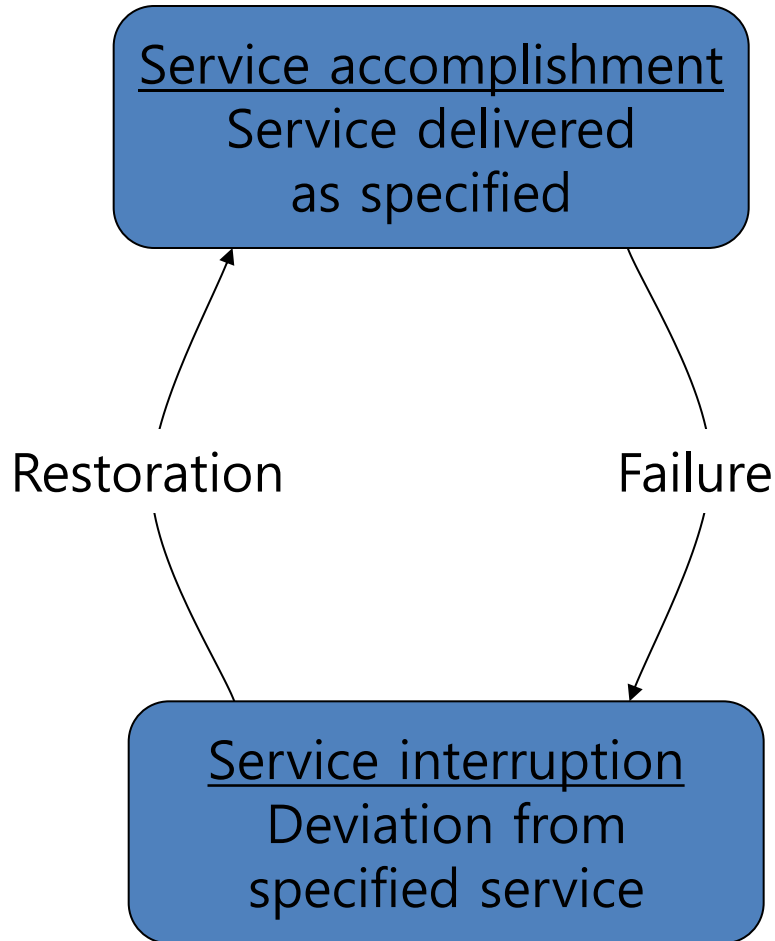 Service accomplishment
Service delivered
as specified
Restoration
Failure
Service interruption
Deviation from
specified service